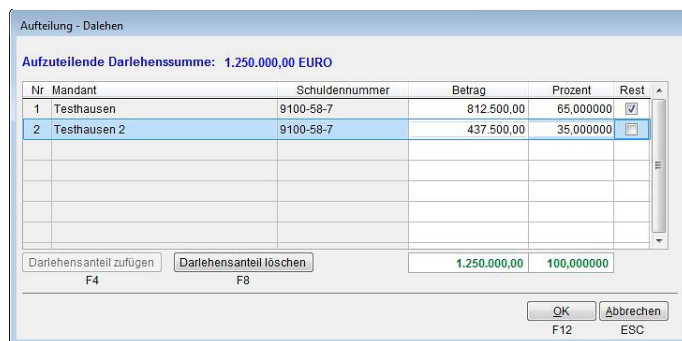 Aufteilung - Dalehen
Aufzuteilende Darlehenssumme: 1.250.000,00 EURO
Nr Mandant Schuldennummer Betrag Prozent Rest
1 Testhausen 9100-58-7 812.500,00 65,000000
2 Testhausen 2 9100-58-7 437.500,00 35,000000
Darlehensanteil zufügen Darlehensanteil löschen 1.250.000,00 100,000000
F4 F8
OK Abbrechen
F12 ESC